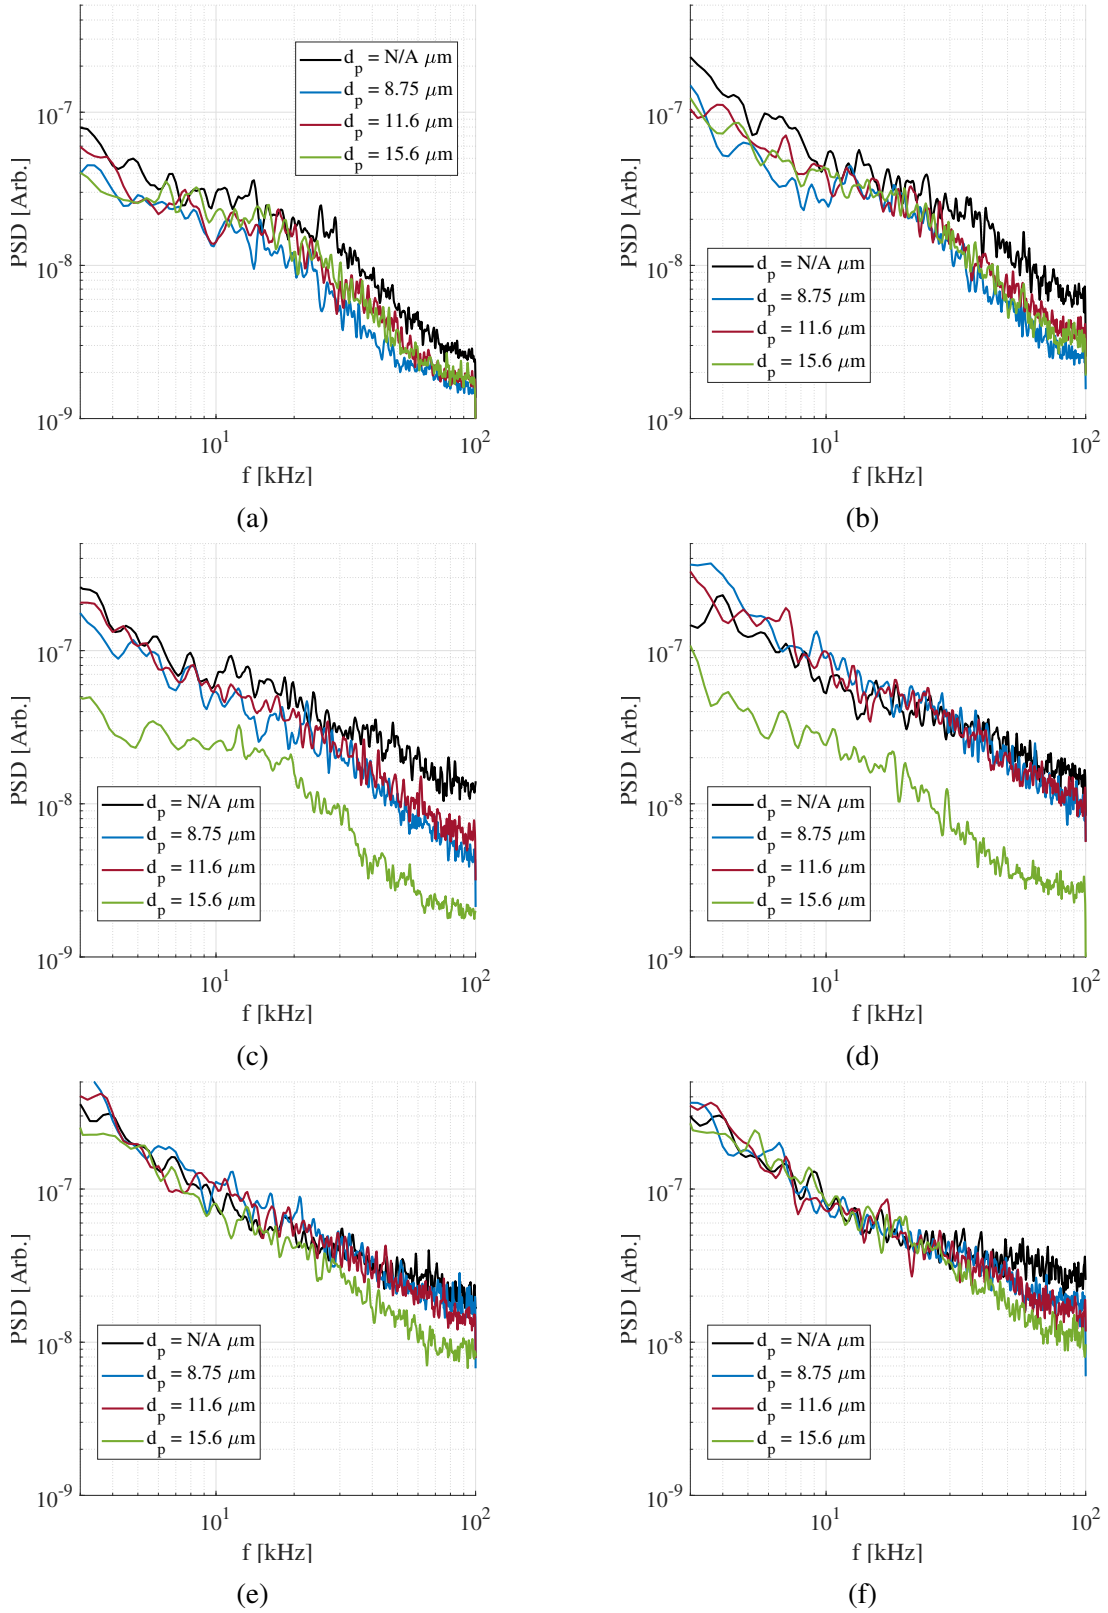 d_p = N/A μm
d_p = 8.75 μm
d_p = 11.6 μm
d_p = 15.6 μm
PSD [Arb.]
10^-7
10^-8
10^-9
10^1
10^2
f [kHz]
(a)
PSD [Arb.]
10^-7
10^-8
10^-9
d_p = N/A μm
d_p = 8.75 μm
d_p = 11.6 μm
d_p = 15.6 μm
10^1
10^2
f [kHz]
(b)
PSD [Arb.]
10^-7
10^-8
10^-9
d_p = N/A μm
d_p = 8.75 μm
d_p = 11.6 μm
d_p = 15.6 μm
10^1
10^2
f [kHz]
(c)
PSD [Arb.]
10^-7
10^-8
10^-9
d_p = N/A μm
d_p = 8.75 μm
d_p = 11.6 μm
d_p = 15.6 μm
10^1
10^2
f [kHz]
(d)
PSD [Arb.]
10^-7
10^-8
10^-9
d_p = N/A μm
d_p = 8.75 μm
d_p = 11.6 μm
d_p = 15.6 μm
10^1
10^2
f [kHz]
(e)
PSD [Arb.]
10^-7
10^-8
10^-9
d_p = N/A μm
d_p = 8.75 μm
d_p = 11.6 μm
d_p = 15.6 μm
10^1
10^2
f [kHz]
(f)